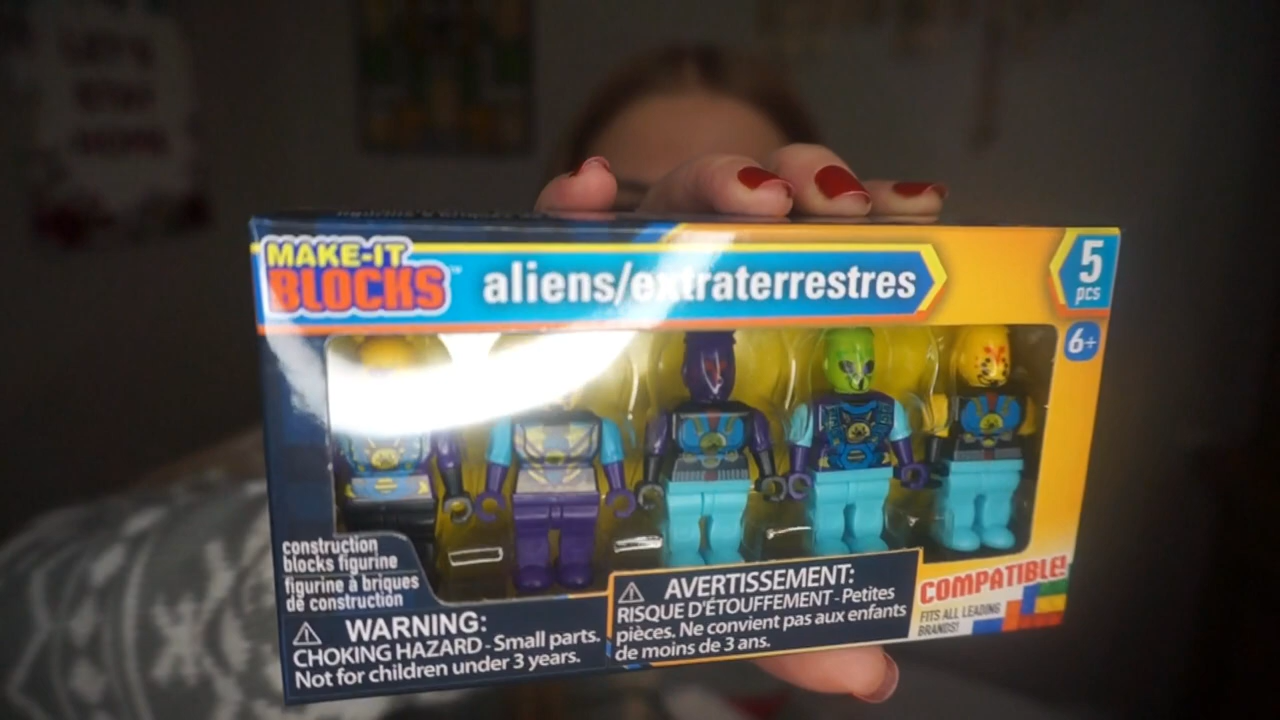 MAKE-IT
BLOCKS™
aliens/extraterrestres
5
pcs
6+
construction
blocks figurine
figurine à briques
de construction
WARNING:
CHOKING HAZARD - Small parts.
Not for children under 3 years.
AVERTISSEMENT:
RISQUE D'ÉTOUFFEMENT - Petites
pièces. Ne convient pas aux enfants
de moins de 3 ans.
COMPATIBLE!
FITS ALL LEADING
BRANDS!